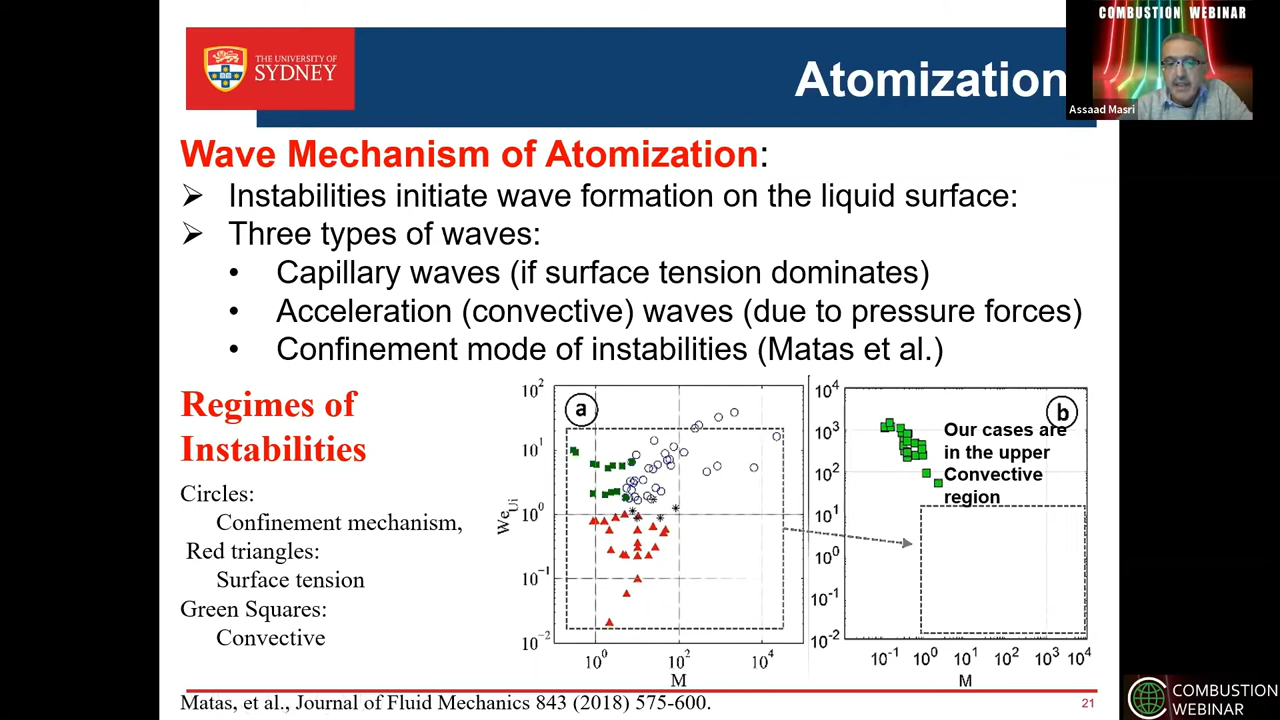 COMBUSTION WEBINAR
THE UNIVERSITY OF
SYDNEY
Atomization
Assaad Masri
Wave Mechanism of Atomization:
➢ Instabilities initiate wave formation on the liquid surface:
➢ Three types of waves:
• Capillary waves (if surface tension dominates)
• Acceleration (convective) waves (due to pressure forces)
• Confinement mode of instabilities (Matas et al.)
Regimes of
Instabilities
Circles:
Confinement mechanism,
Red triangles:
Surface tension
Green Squares:
Convective
a
10²
10¹
10⁰
10⁻¹
10⁻²
We_Ui
10⁰ 10² 10⁴
M
b
Our cases are
in the upper
Convective
region
10⁴
10³
10²
10¹
10⁰
10⁻¹
10⁻²
10⁻¹ 10⁰ 10¹ 10² 10³ 10⁴
M
Matas, et al., Journal of Fluid Mechanics 843 (2018) 575-600.
21
COMBUSTION
WEBINAR